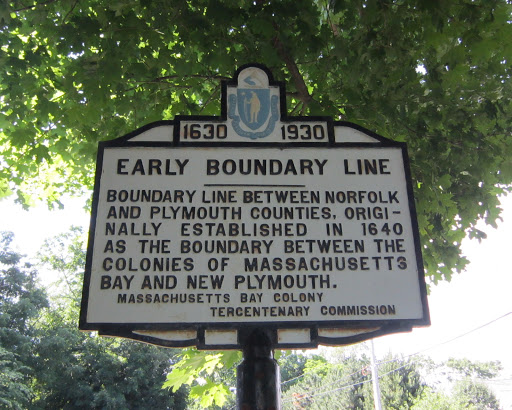 1630 1930
EARLY BOUNDARY LINE
BOUNDARY LINE BETWEEN NORFOLK
AND PLYMOUTH COUNTIES, ORIGI-
NALLY ESTABLISHED IN 1640
AS THE BOUNDARY BETWEEN THE
COLONIES OF MASSACHUSETTS
BAY AND NEW PLYMOUTH.
MASSACHUSETTS BAY COLONY
TERCENTENARY COMMISSION